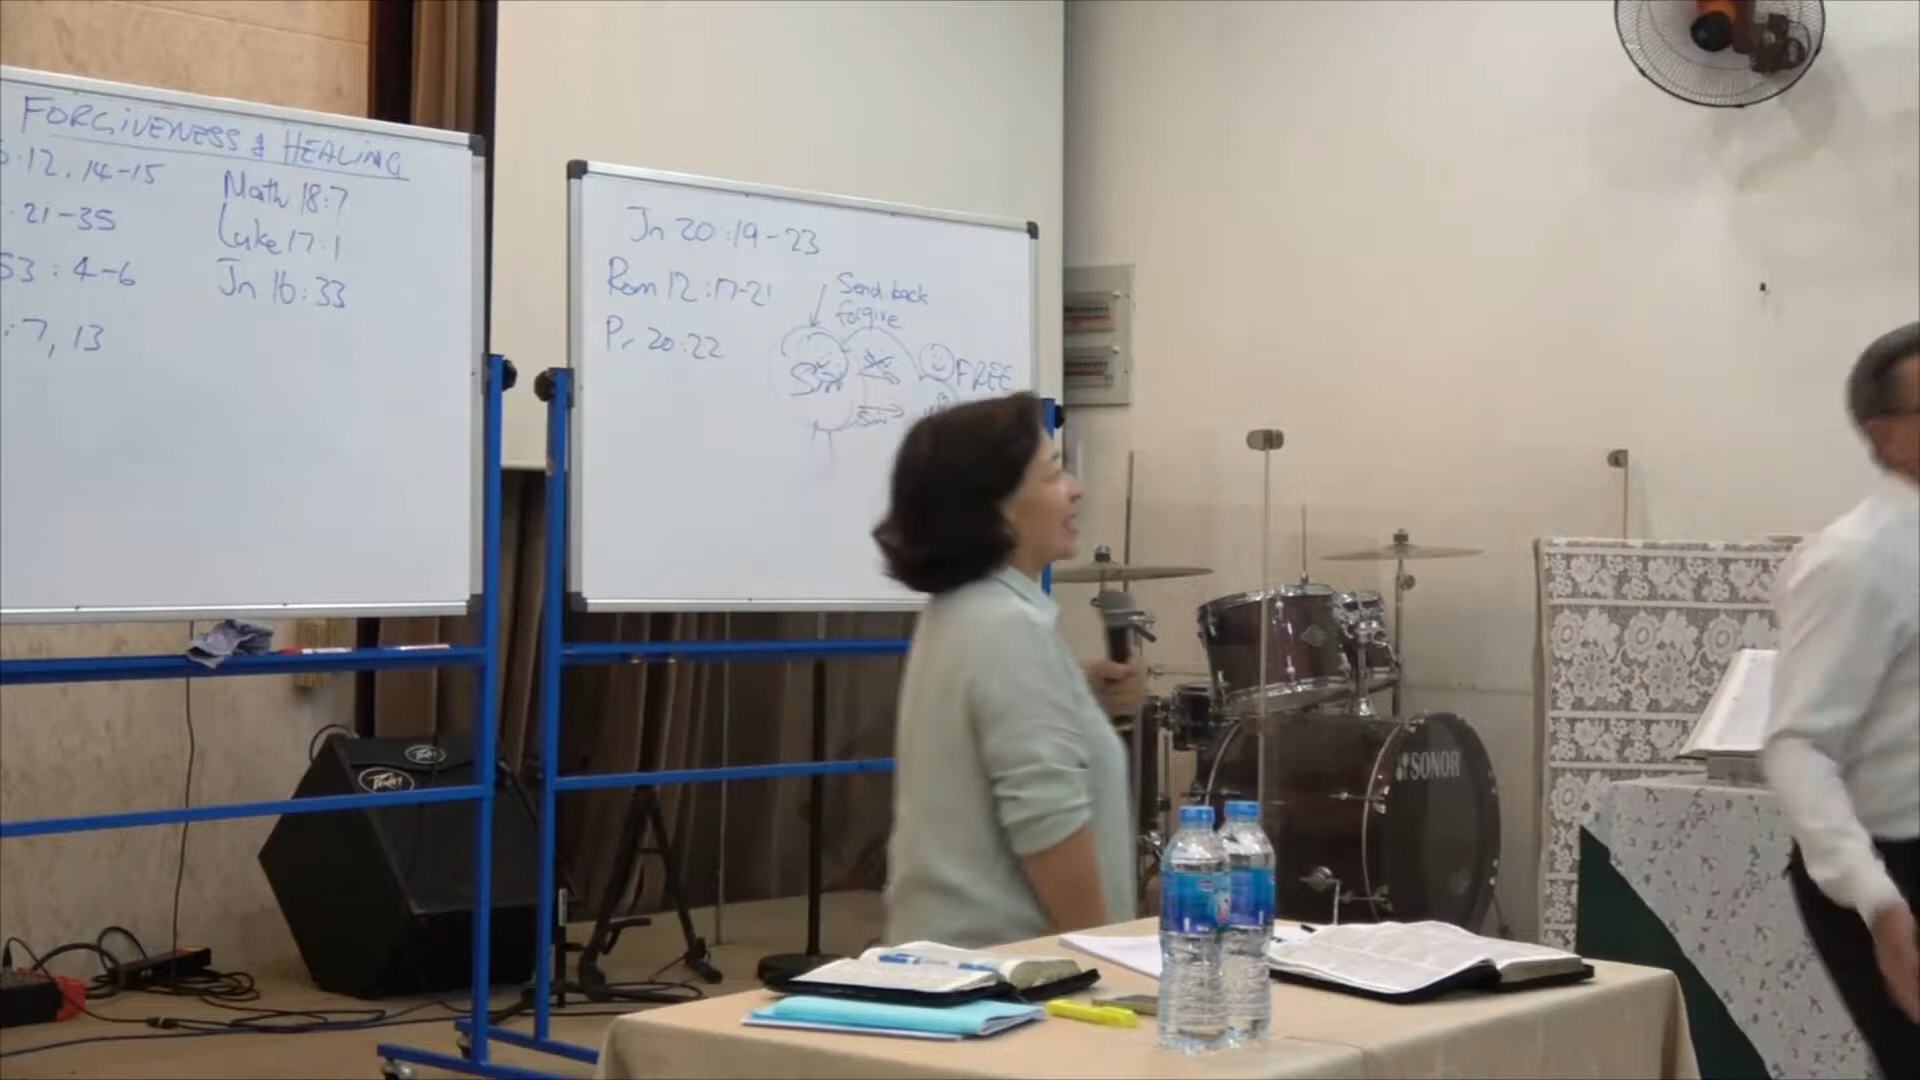 FORGIVENESS & HEALING
:12, 14-15
Math 18:7
21-35
Luke 17:1
53:4-6
Jn 16:33
:7, 13
Jn 20:19-23
Rom 12:17-21
Send back
forgive
Pr 20:22
Sin
FREE
Sin
PEAVEY
SONOR